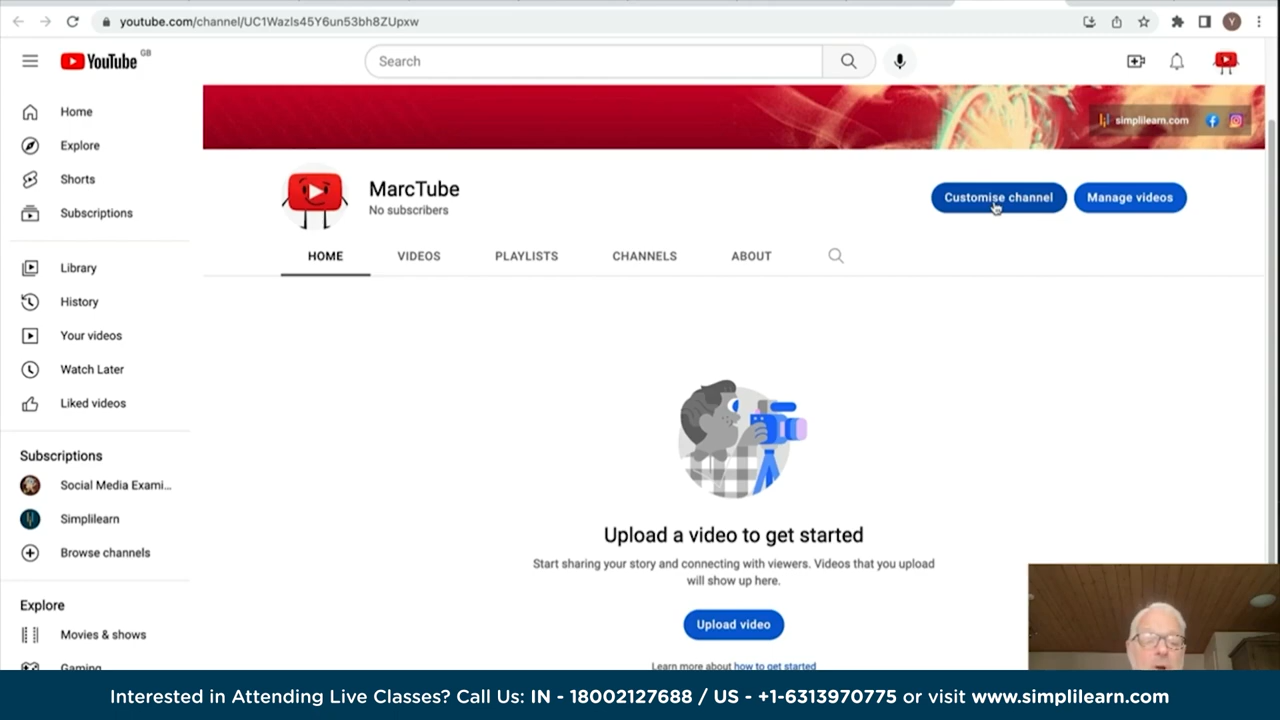 youtube.com/channel/UC1Wazls45Y6un53bh8ZUpxw
Y
YouTube GB
Search
Home
Explore
Shorts
Subscriptions
Library
History
Your videos
Watch Later
Liked videos
Subscriptions
Social Media Exami...
Simplilearn
Browse channels
Explore
Movies & shows
Gaming
simplilearn.com
MarcTube
No subscribers
Customise channel
Manage videos
HOME
VIDEOS
PLAYLISTS
CHANNELS
ABOUT
Upload a video to get started
Start sharing your story and connecting with viewers. Videos that you upload
will show up here.
Upload video
Learn more about how to get started
Interested in Attending Live Classes? Call Us: IN - 18002127688 / US - +1-6313970775 or visit www.simplilearn.com